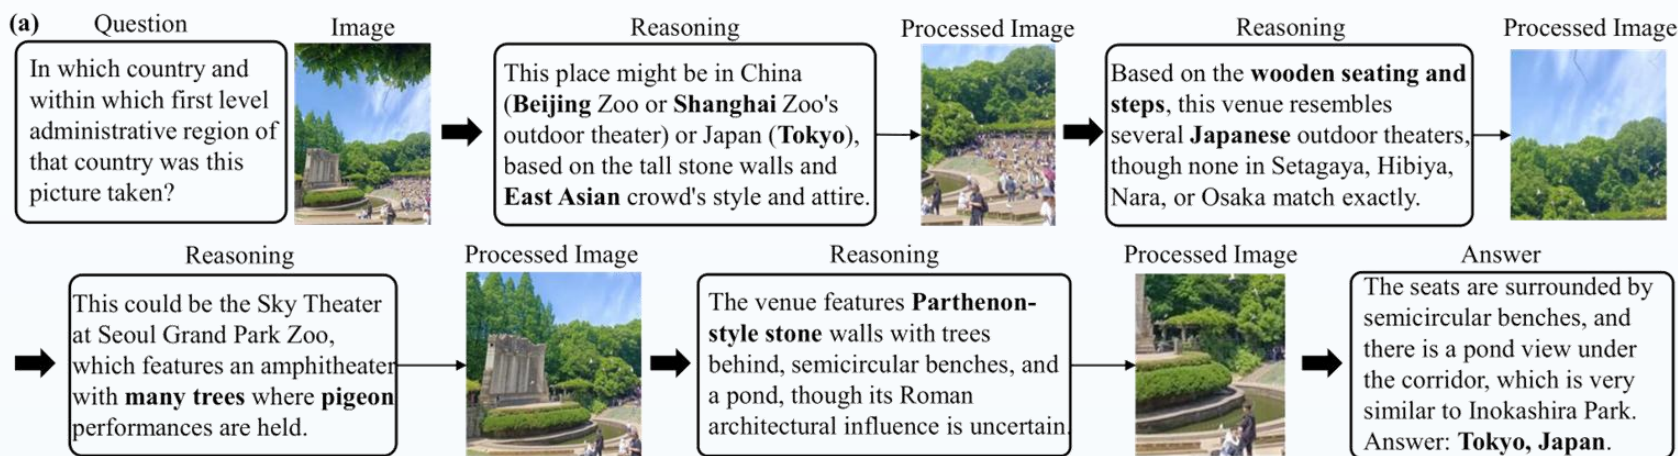 (a)
Question
In which country and
within which first level
administrative region of
that country was this
picture taken?
Image
Reasoning
This place might be in China
(Beijing Zoo or Shanghai Zoo's
outdoor theater) or Japan (Tokyo),
based on the tall stone walls and
East Asian crowd's style and attire.
Processed Image
Reasoning
Based on the wooden seating and
steps, this venue resembles
several Japanese outdoor theaters,
though none in Setagaya, Hibiya,
Nara, or Osaka match exactly.
Processed Image
Reasoning
This could be the Sky Theater
at Seoul Grand Park Zoo,
which features an amphitheater
with many trees where pigeon
performances are held.
Processed Image
Reasoning
The venue features Parthenon-
style stone walls with trees
behind, semicircular benches, and
a pond, though its Roman
architectural influence is uncertain.
Processed Image
Answer
The seats are surrounded by
semicircular benches, and
there is a pond view under
the corridor, which is very
similar to Inokashira Park.
Answer: Tokyo, Japan.